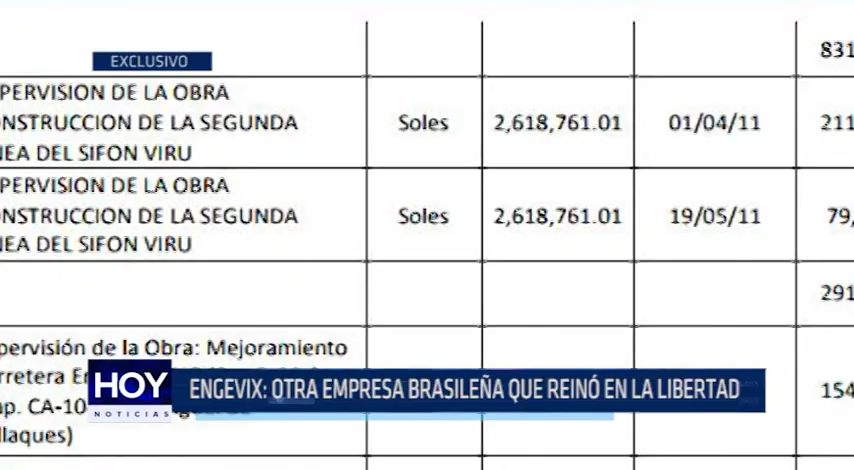 831
EXCLUSIVO
PERVISION DE LA OBRA
ONSTRUCCION DE LA SEGUNDA Soles 2,618,761.01 01/04/11 211
NEA DEL SIFON VIRU
PERVISION DE LA OBRA
ONSTRUCCION DE LA SEGUNDA Soles 2,618,761.01 19/05/11 79,
NEA DEL SIFON VIRU
291
pervisión de la Obra: Mejoramiento
rretera
HOY ENGEVIX: OTRA EMPRESA BRASILEÑA QUE REINÓ EN LA LIBERTAD
154
NOTICIAS
p. CA-10
llaques)